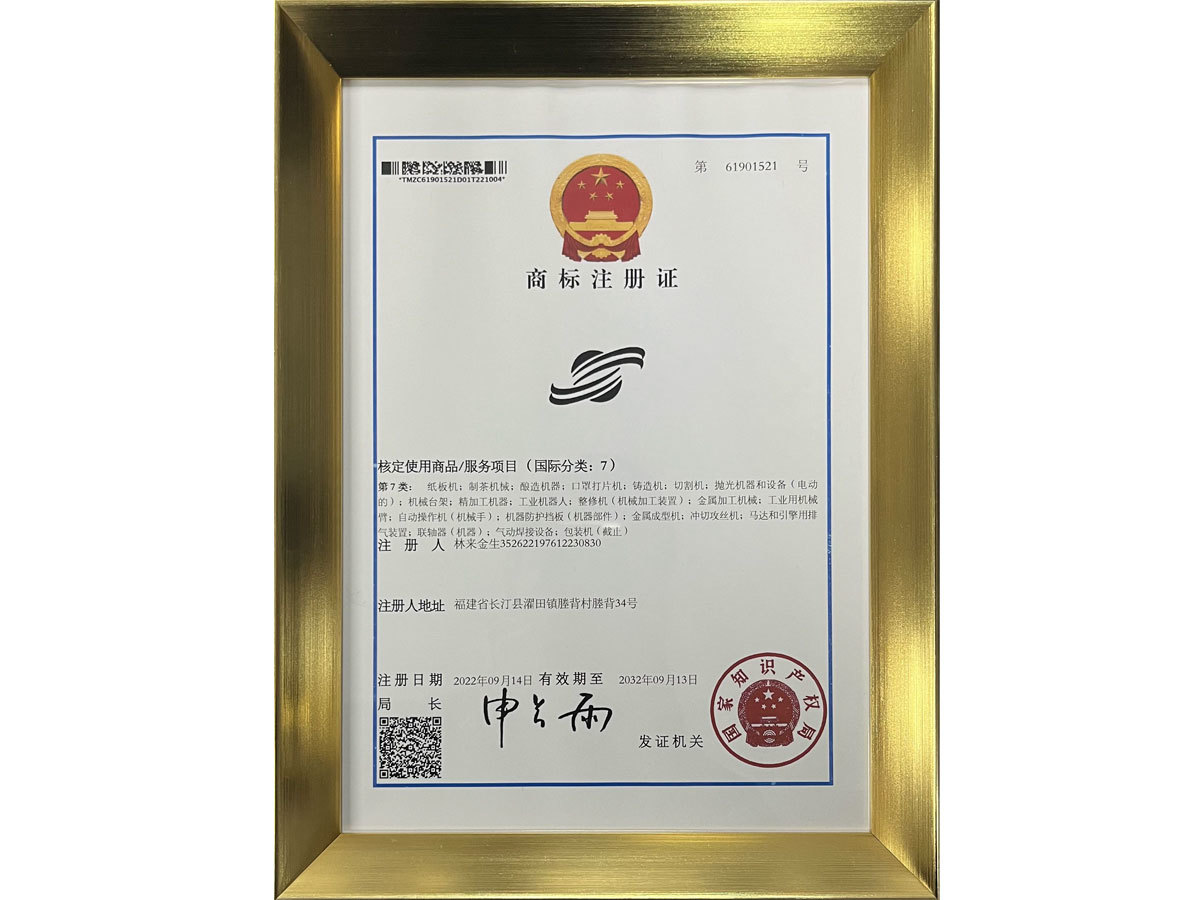 *TMZC61901521D01T221004*
第 61901521 号
商标注册证
核定使用商品/服务项目（国际分类：7）
第7类： 纸板机；制茶机械；酿造机器；口罩打片机；铸造机；切割机；抛光机器和设备（电动
的）；机械台架；精加工机器；工业机器人；整修机（机械加工装置）；金属加工机械；工业用机械
臂；自动操作机（机械手）；机器防护挡板（机器部件）；金属成型机；冲切攻丝机；马达和引擎用排
气装置；联轴器（机器）；气动焊接设备；包装机（截止）
注册人 林来金生352622197612230830
注册人地址 福建省长汀县濯田镇塍背村塍背34号
注册日期 2022年09月14日 有效期至 2032年09月13日
局长 申长雨
发证机关
国家知识产权局